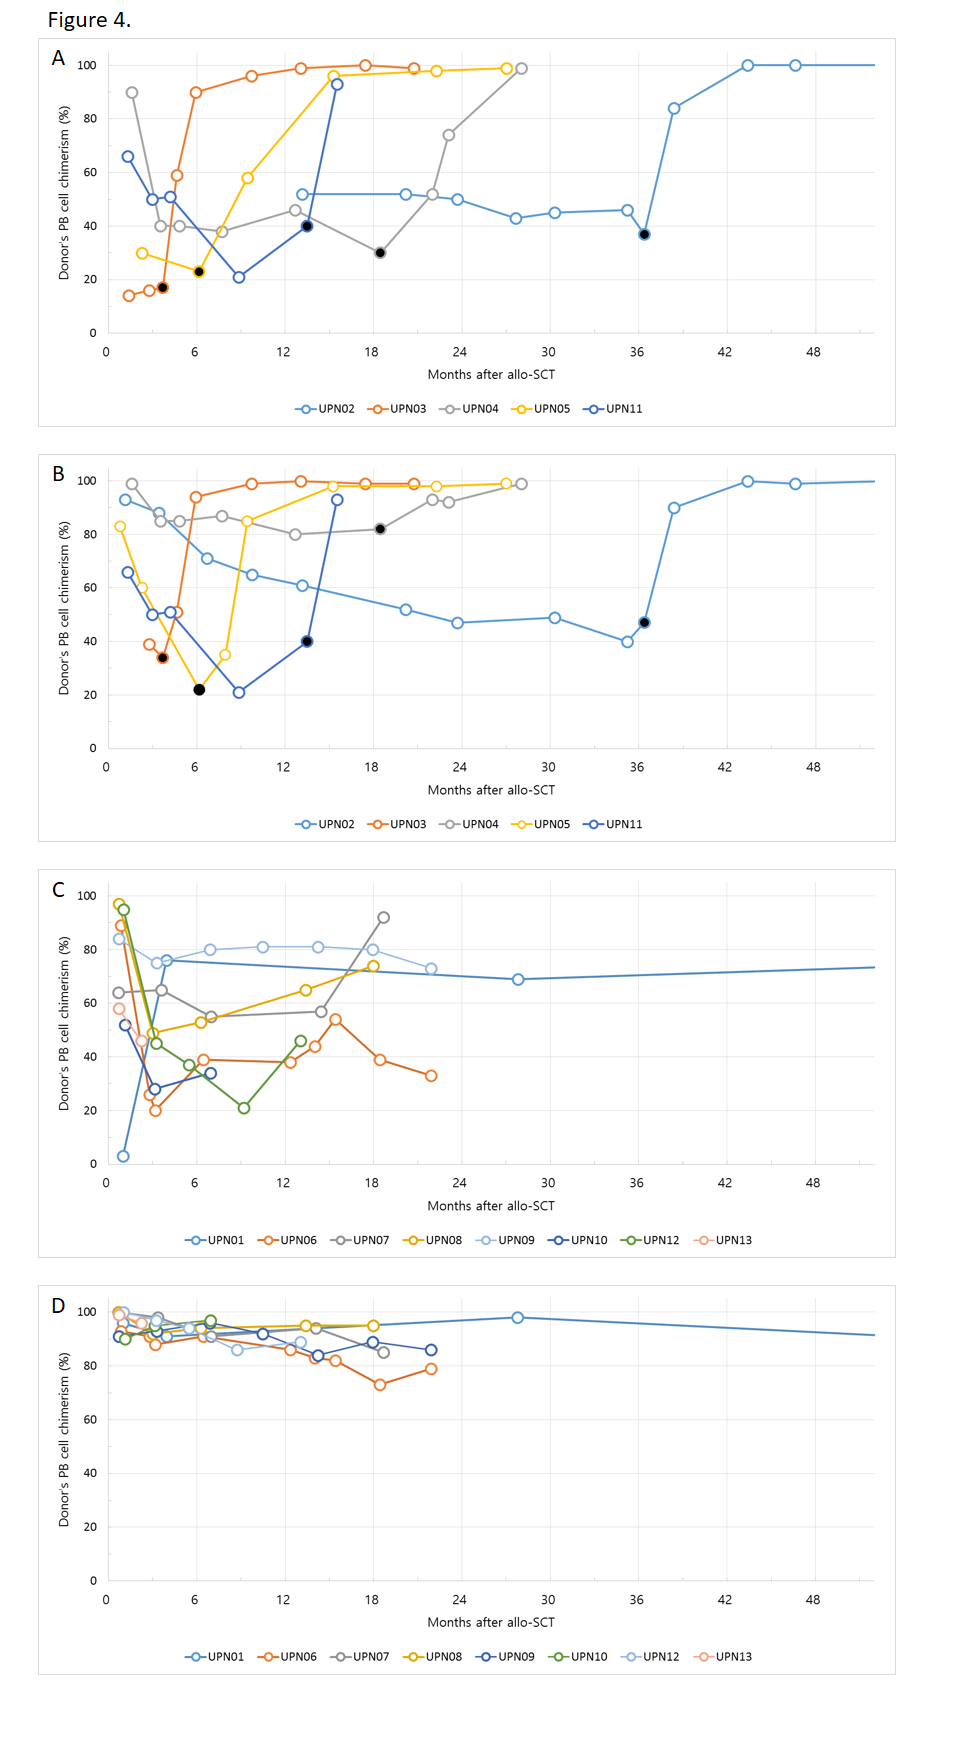 Figure 4.
A
Donor's PB cell chimerism (%)
100
80
60
40
20
0
0 6 12 18 24 30 36 42 48
Months after allo-SCT
UPN02 UPN03 UPN04 UPN05 UPN11
B
Donor's PB cell chimerism (%)
100
80
60
40
20
0
0 6 12 18 24 30 36 42 48
Months after allo-SCT
UPN02 UPN03 UPN04 UPN05 UPN11
C
Donor's PB cell chimerism (%)
100
80
60
40
20
0
0 6 12 18 24 30 36 42 48
Months after allo-SCT
UPN01 UPN06 UPN07 UPN08 UPN09 UPN10 UPN12 UPN13
D
Donor's PB cell chimerism (%)
100
80
60
40
20
0
0 6 12 18 24 30 36 42 48
Months after allo-SCT
UPN01 UPN06 UPN07 UPN08 UPN09 UPN10 UPN12 UPN13